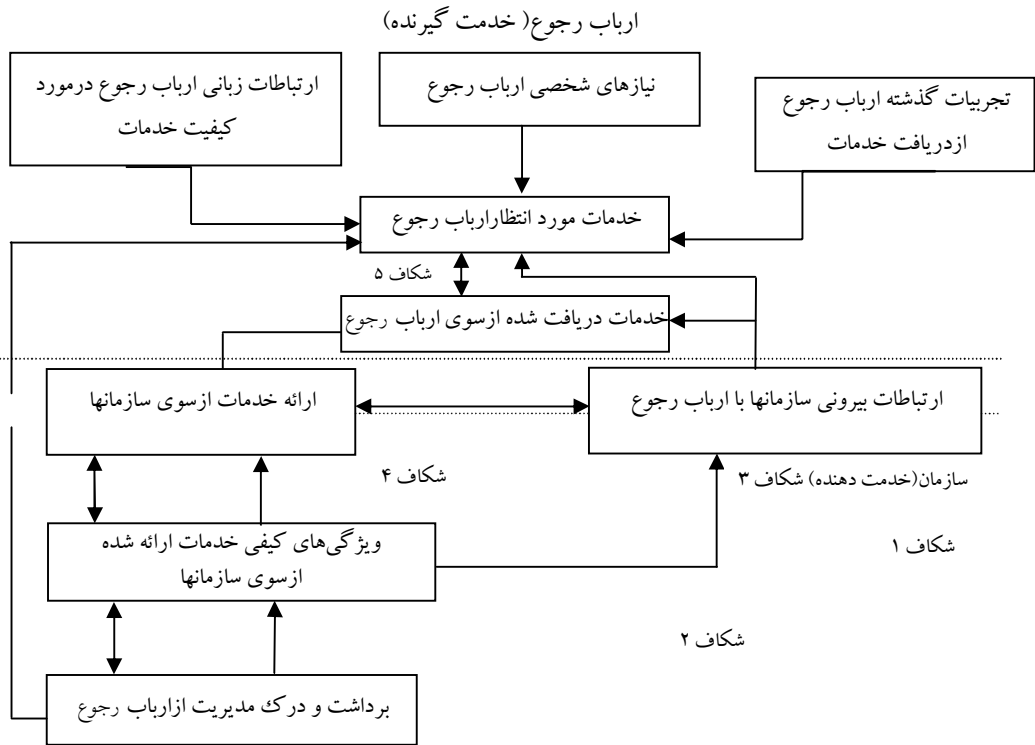 ارباب رجوع( خدمت گیرنده)
تجربیات گذشته ارباب رجوع
ازدریافت خدمات
نیازهای شخصی ارباب رجوع
ارتباطات زبانی ارباب رجوع درمورد
کیفیت خدمات
خدمات مورد انتظارارباب رجوع
شکاف ۵
خدمات دریافت شده ازسوی ارباب رجوع
ارتباطات بیرونی سازمانها با ارباب رجوع
ارائه خدمات ازسوی سازمانها
سازمان(خدمت دهنده) شکاف ۳
شکاف ۴
شکاف ۱
ویژگی‌های کیفی خدمات ارائه شده
ازسوی سازمانها
شکاف ۲
برداشت و درک مدیریت ازارباب رجوع